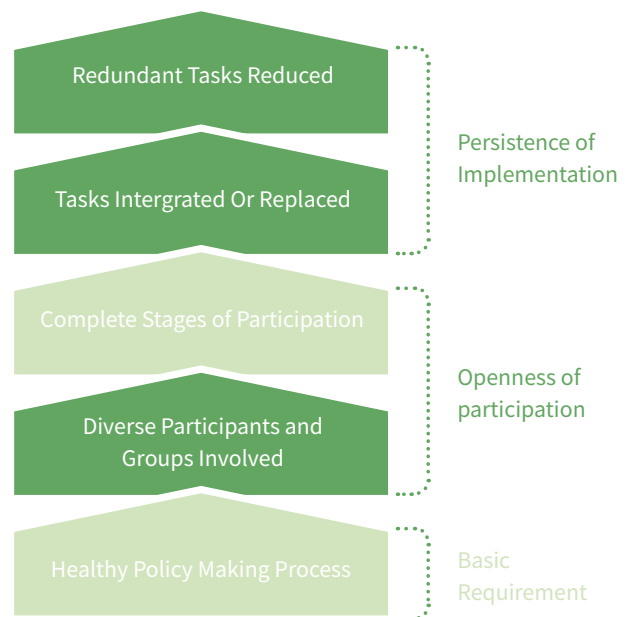 Redundant Tasks Reduced
Persistence of
Implementation
Tasks Intergrated Or Replaced
Complete Stages of Participation
Openness of
participation
Diverse Participants and
Groups Involved
Healthy Policy Making Process
Basic
Requirement